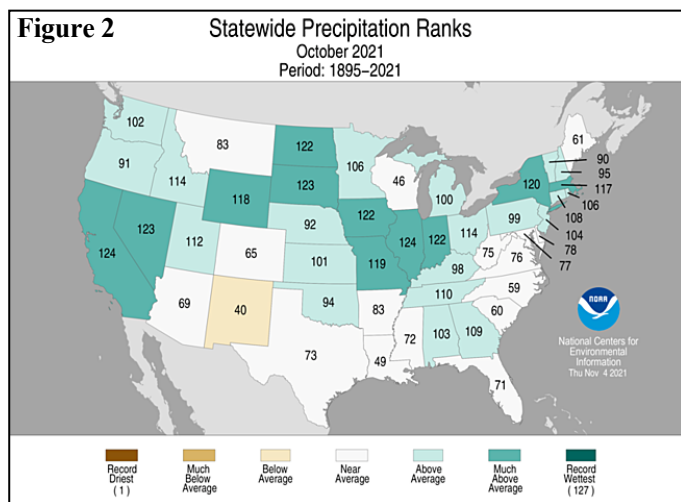 Figure 2
Statewide Precipitation Ranks
October 2021
Period: 1895–2021
102
83
122
106
61
90
95
117
106
108
104
78
77
91
114
118
123
46
100
120
124
123
112
65
92
122
124
122
114
99
101
119
98
75
76
69
40
94
83
110
59
60
73
49
72
103
109
71
NOAA
National Centers for
Environmental
Information
Thu Nov 4 2021
Record
Driest
(1)
Much
Below
Average
Below
Average
Near
Average
Above
Average
Much
Above
Average
Record
Wettest
(127)